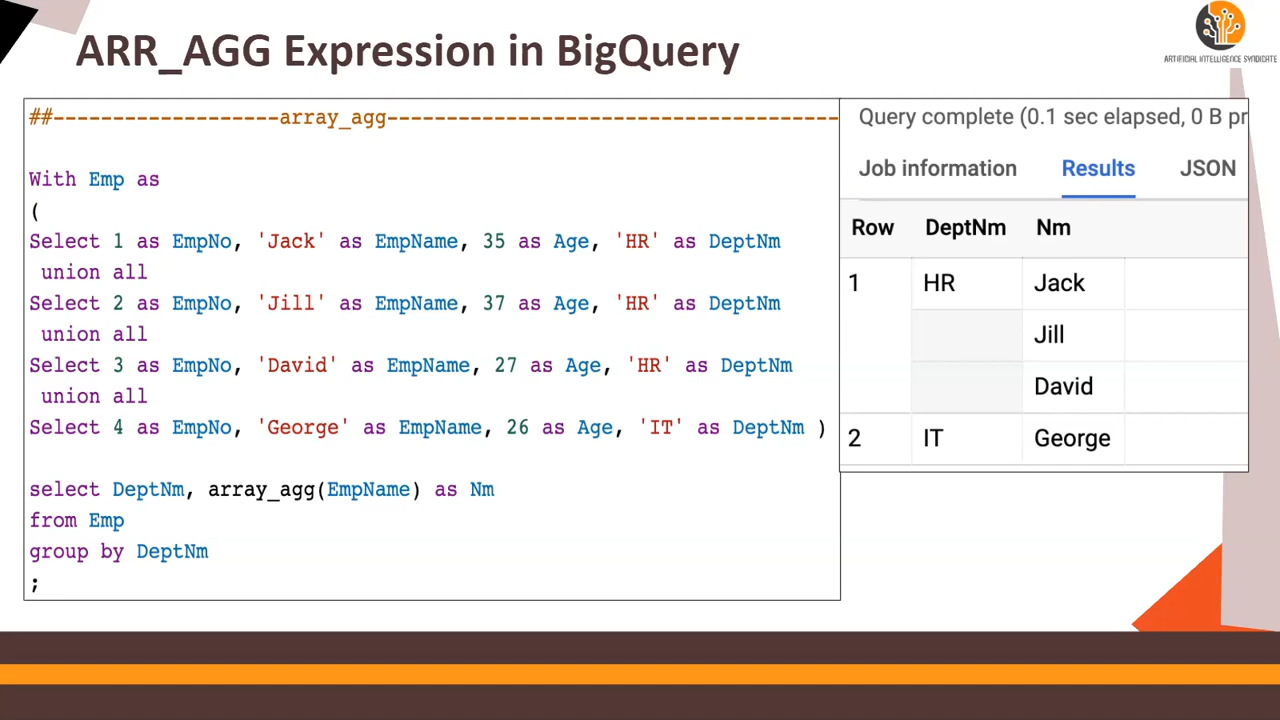 ARR_AGG Expression in BigQuery
ARTIFICIAL INTELLIGENCE SYNDICATE
##-------------------array_agg--------------------------------------
With Emp as
(
Select 1 as EmpNo, 'Jack' as EmpName, 35 as Age, 'HR' as DeptNm
union all
Select 2 as EmpNo, 'Jill' as EmpName, 37 as Age, 'HR' as DeptNm
union all
Select 3 as EmpNo, 'David' as EmpName, 27 as Age, 'HR' as DeptNm
union all
Select 4 as EmpNo, 'George' as EmpName, 26 as Age, 'IT' as DeptNm )
select DeptNm, array_agg(EmpName) as Nm
from Emp
group by DeptNm
;
Query complete (0.1 sec elapsed, 0 B pr
Job information Results JSON
Row DeptNm Nm
1 HR Jack
Jill
David
2 IT George